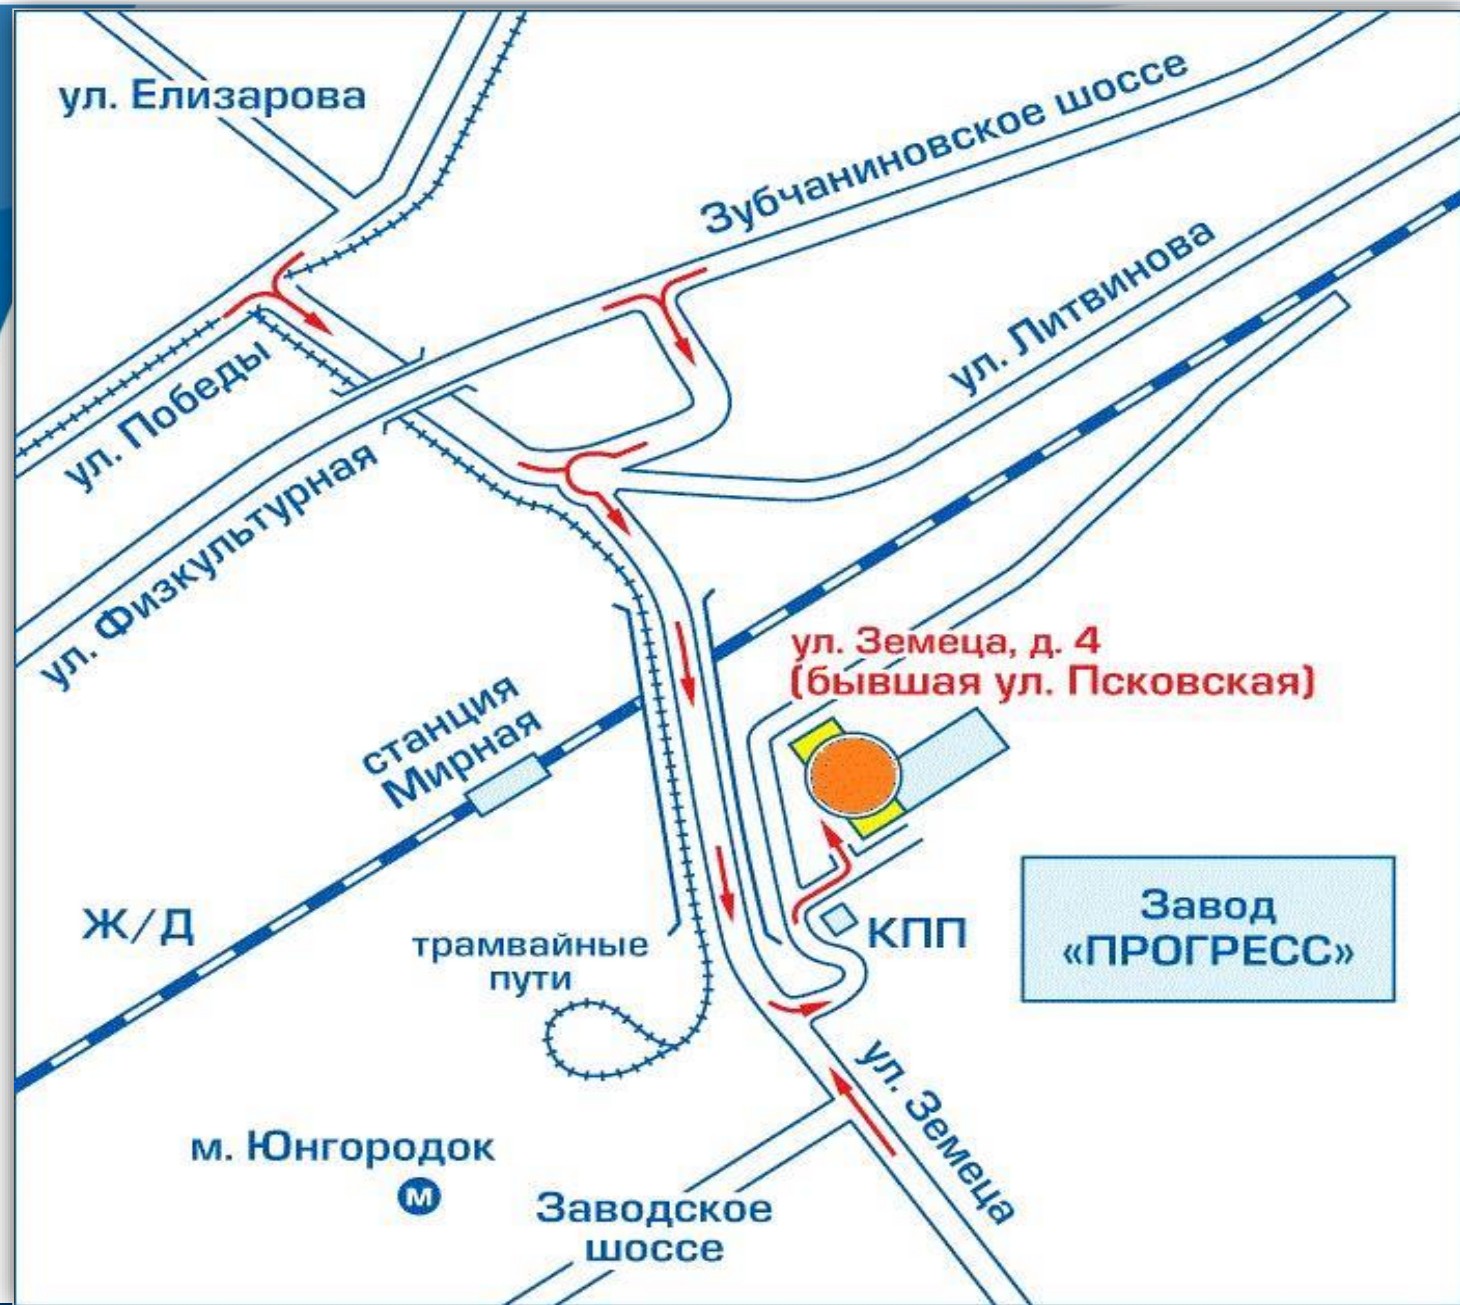 ул. Елизарова
Зубчаниновское шоссе
ул. Литвинова
ул. Победы
ул. Физкультурная
ул. Земеца, д. 4
(бывшая ул. Псковская)
станция
Мирная
Завод
«ПРОГРЕСС»
Ж/Д
трамвайные
пути
КПП
ул. Земеца
м. Юнгородок
М
Заводское
шоссе